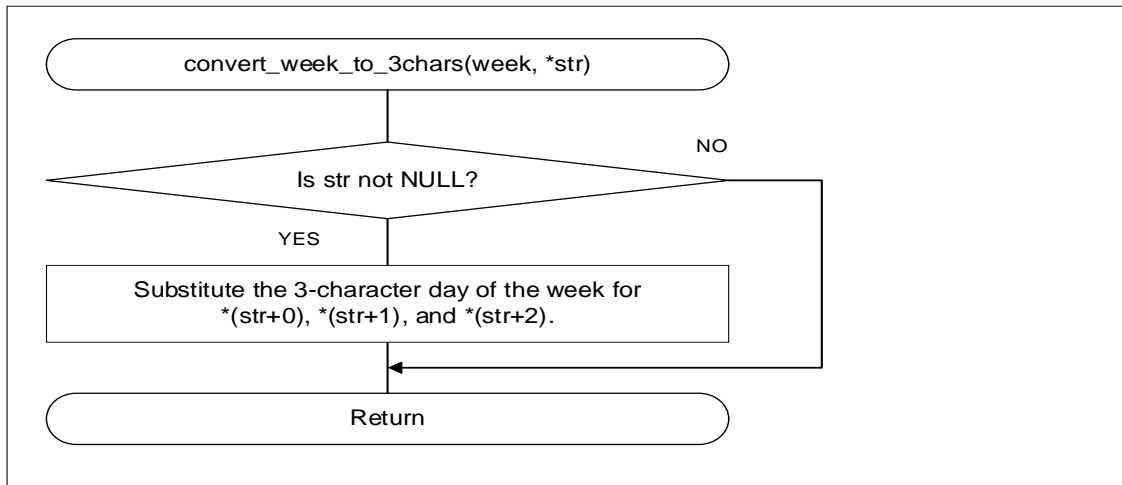 convert_week_to_3chars(week, *str)
NO
Is str not NULL?
YES
Substitute the 3-character day of the week for
*(str+0), *(str+1), and *(str+2).
Return